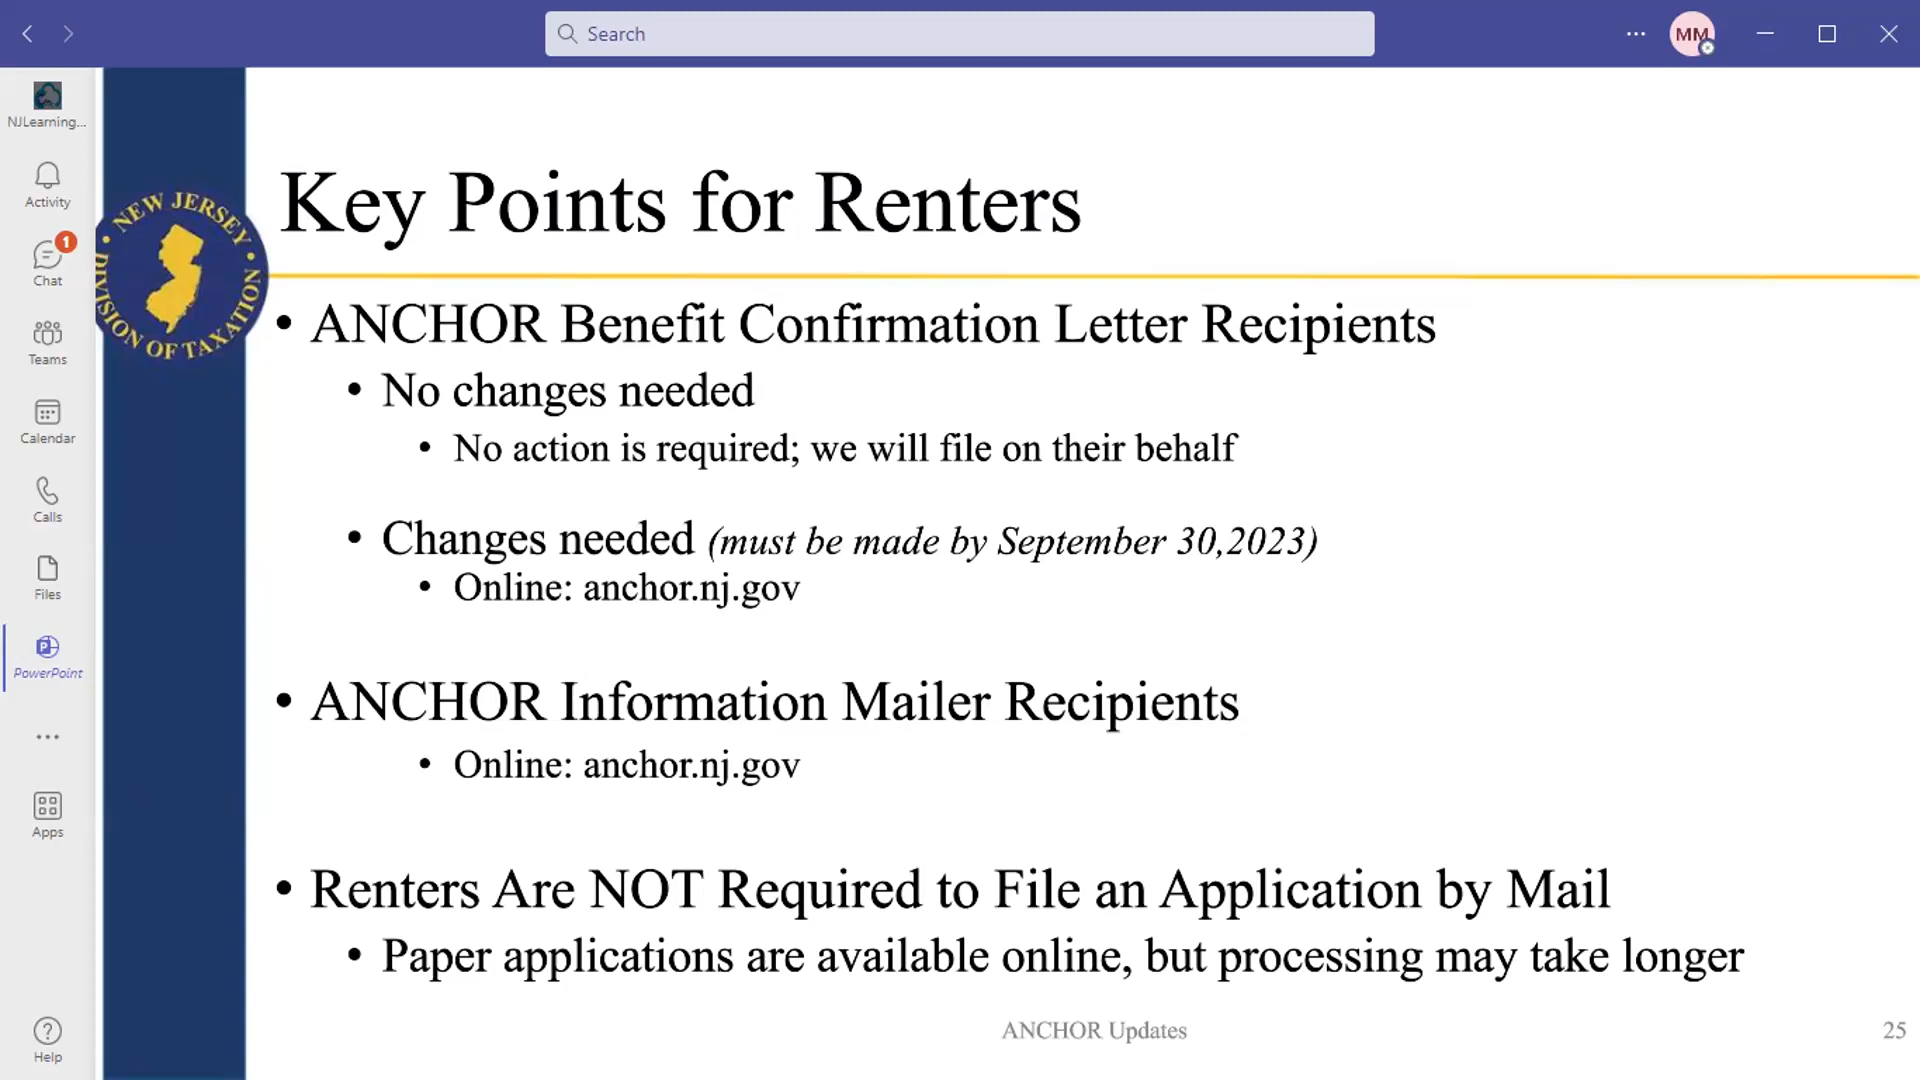 Search
MM
NJLearning...
Activity
1
Chat
Teams
Calendar
Calls
Files
PowerPoint
Apps
Help
• NEW JERSEY •
DIVISION OF TAXATION
Key Points for Renters
• ANCHOR Benefit Confirmation Letter Recipients
• No changes needed
• No action is required; we will file on their behalf
• Changes needed (must be made by September 30,2023)
• Online: anchor.nj.gov
• ANCHOR Information Mailer Recipients
• Online: anchor.nj.gov
• Renters Are NOT Required to File an Application by Mail
• Paper applications are available online, but processing may take longer
ANCHOR Updates
25